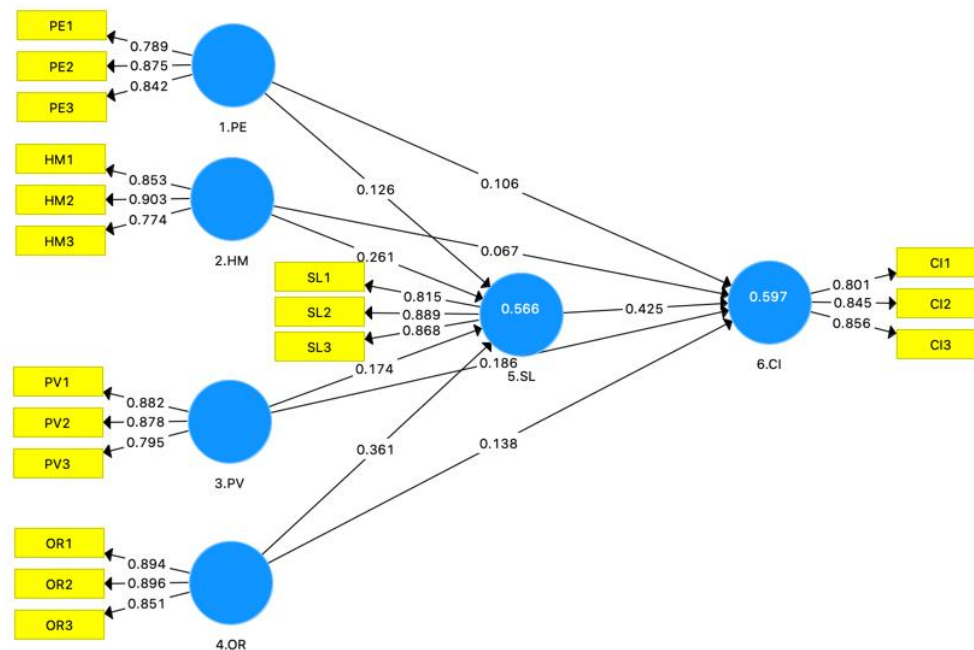 PE1
0.789
PE2
0.875
0.842
PE3
1.PE
HM1
0.853
HM2
0.903
0.774
HM3
2.HM
0.126
0.106
0.261
0.067
SL1
0.815
SL2
0.889
0.868
SL3
0.566
5.SL
0.425
0.597
6.CI
CI1
0.801
CI2
0.845
0.856
CI3
PV1
0.882
PV2
0.878
0.795
PV3
3.PV
0.174
0.186
0.361
0.138
OR1
0.894
OR2
0.896
0.851
OR3
4.OR